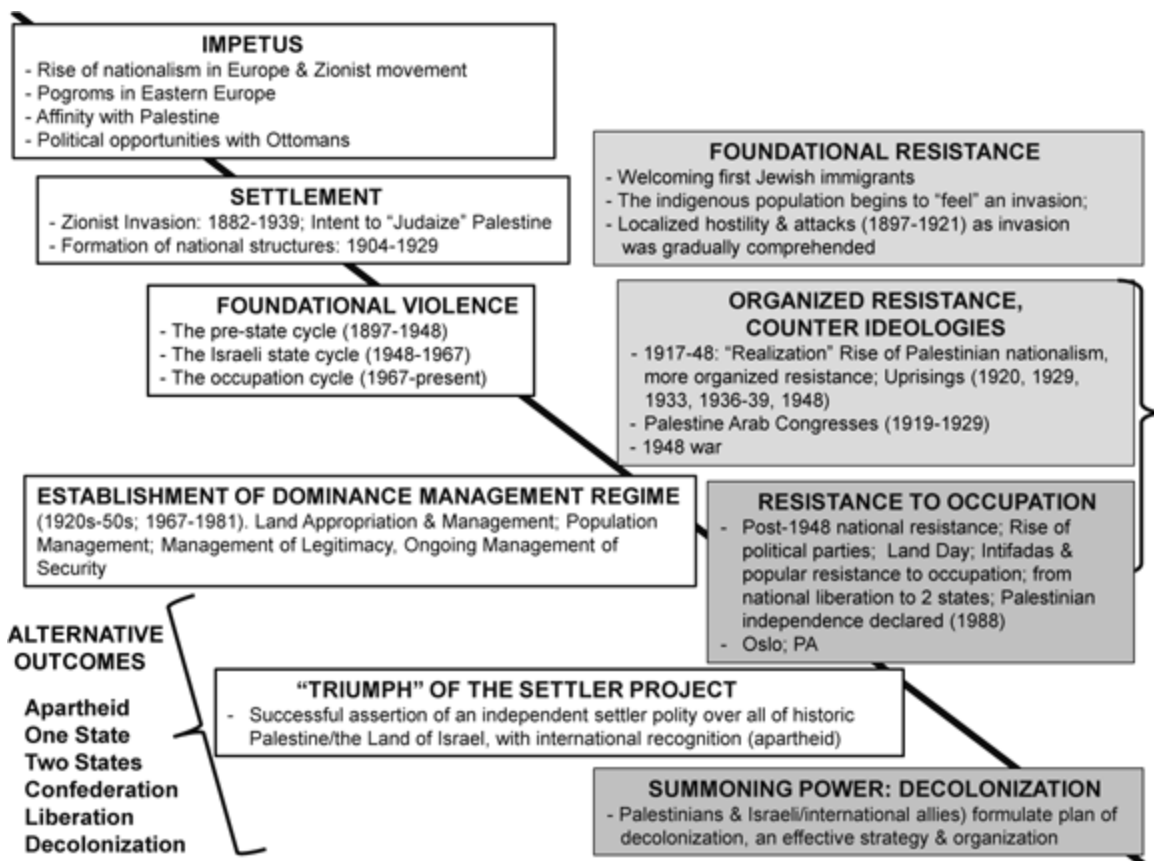 IMPETUS
- Rise of nationalism in Europe & Zionist movement
- Pogroms in Eastern Europe
- Affinity with Palestine
- Political opportunities with Ottomans
SETTLEMENT
- Zionist Invasion: 1882-1939; Intent to “Judaize” Palestine
- Formation of national structures: 1904-1929
FOUNDATIONAL VIOLENCE
- The pre-state cycle (1897-1948)
- The Israeli state cycle (1948-1967)
- The occupation cycle (1967-present)
ESTABLISHMENT OF DOMINANCE MANAGEMENT REGIME
(1920s-50s; 1967-1981). Land Appropriation & Management; Population
Management; Management of Legitimacy, Ongoing Management of
Security
FOUNDATIONAL RESISTANCE
- Welcoming first Jewish immigrants
- The indigenous population begins to “feel” an invasion;
- Localized hostility & attacks (1897-1921) as invasion
was gradually comprehended
ORGANIZED RESISTANCE,
COUNTER IDEOLOGIES
- 1917-48: “Realization” Rise of Palestinian nationalism,
more organized resistance; Uprisings (1920, 1929,
1933, 1936-39, 1948)
- Palestine Arab Congresses (1919-1929)
- 1948 war
RESISTANCE TO OCCUPATION
- Post-1948 national resistance; Rise of
political parties; Land Day; Intifadas &
popular resistance to occupation; from
national liberation to 2 states; Palestinian
independence declared (1988)
- Oslo; PA
ALTERNATIVE
OUTCOMES
Apartheid
One State
Two States
Confederation
Liberation
Decolonization
“TRIUMPH” OF THE SETTLER PROJECT
- Successful assertion of an independent settler polity over all of historic
Palestine/the Land of Israel, with international recognition (apartheid)
SUMMONING POWER: DECOLONIZATION
- Palestinians & Israeli/international allies) formulate plan of
decolonization, an effective strategy & organization